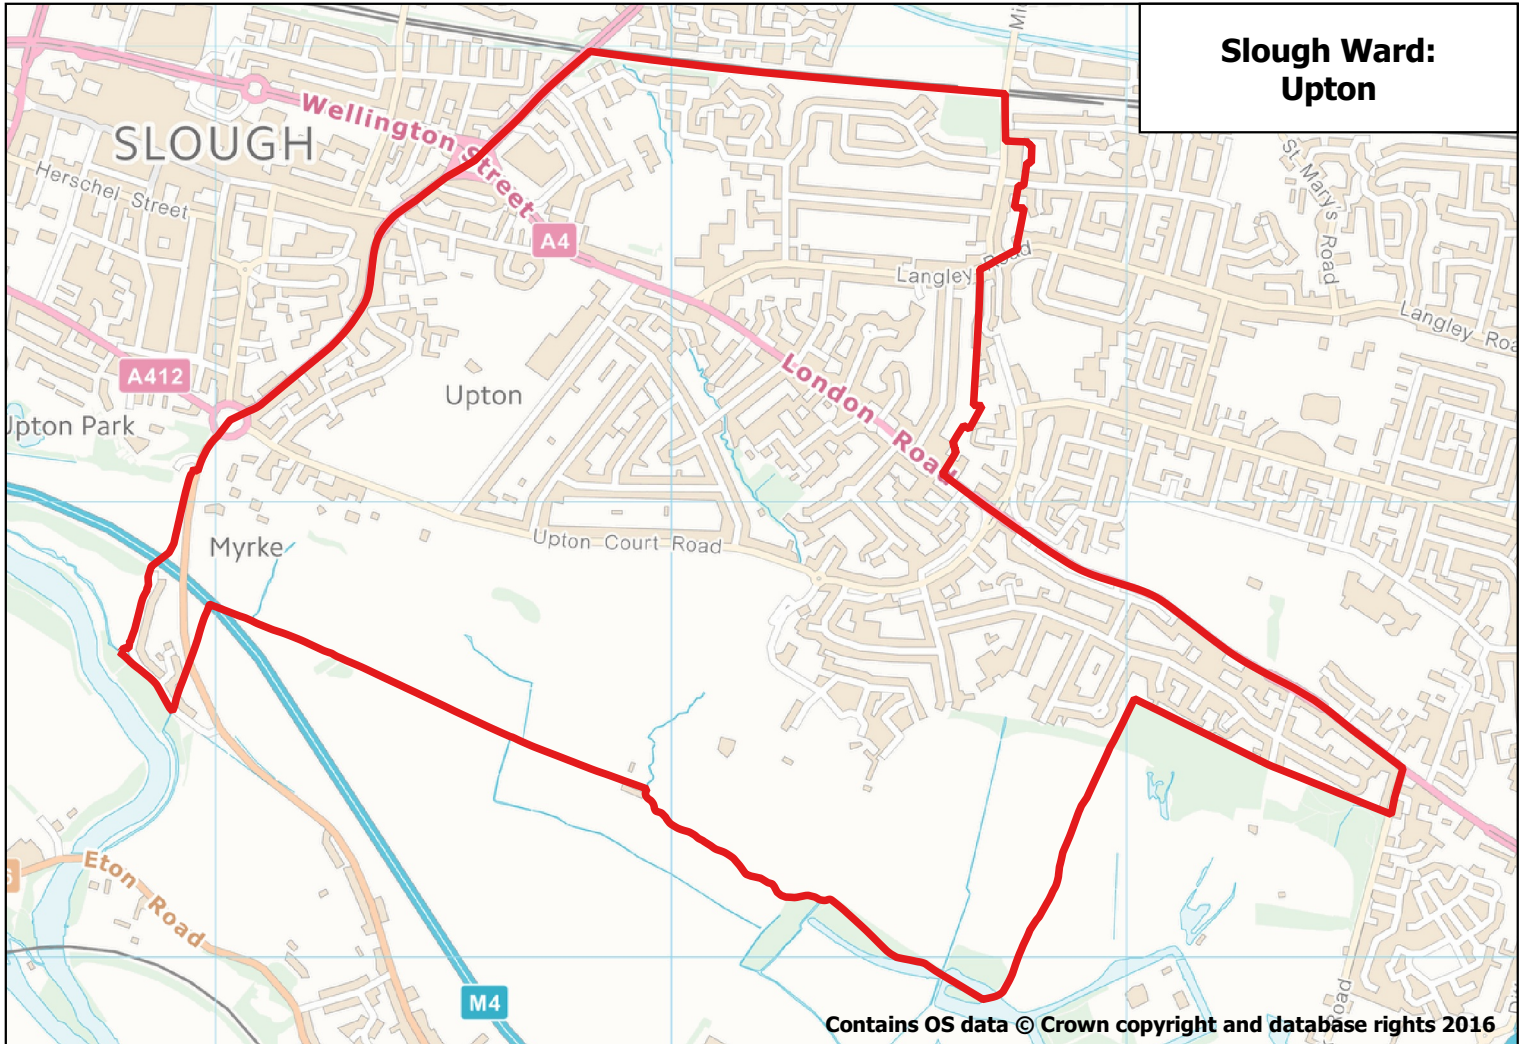 Slough Ward:
Upton
Mi
SLOUGH
Wellington Street
Herschel Street
A4
St Mary's Road
Langley Road
Langley Roa
A412
London Road
Upton
Upton Park
Myrke
Upton Court Road
Eton Road
M4
Road
Contains OS data © Crown copyright and database rights 2016